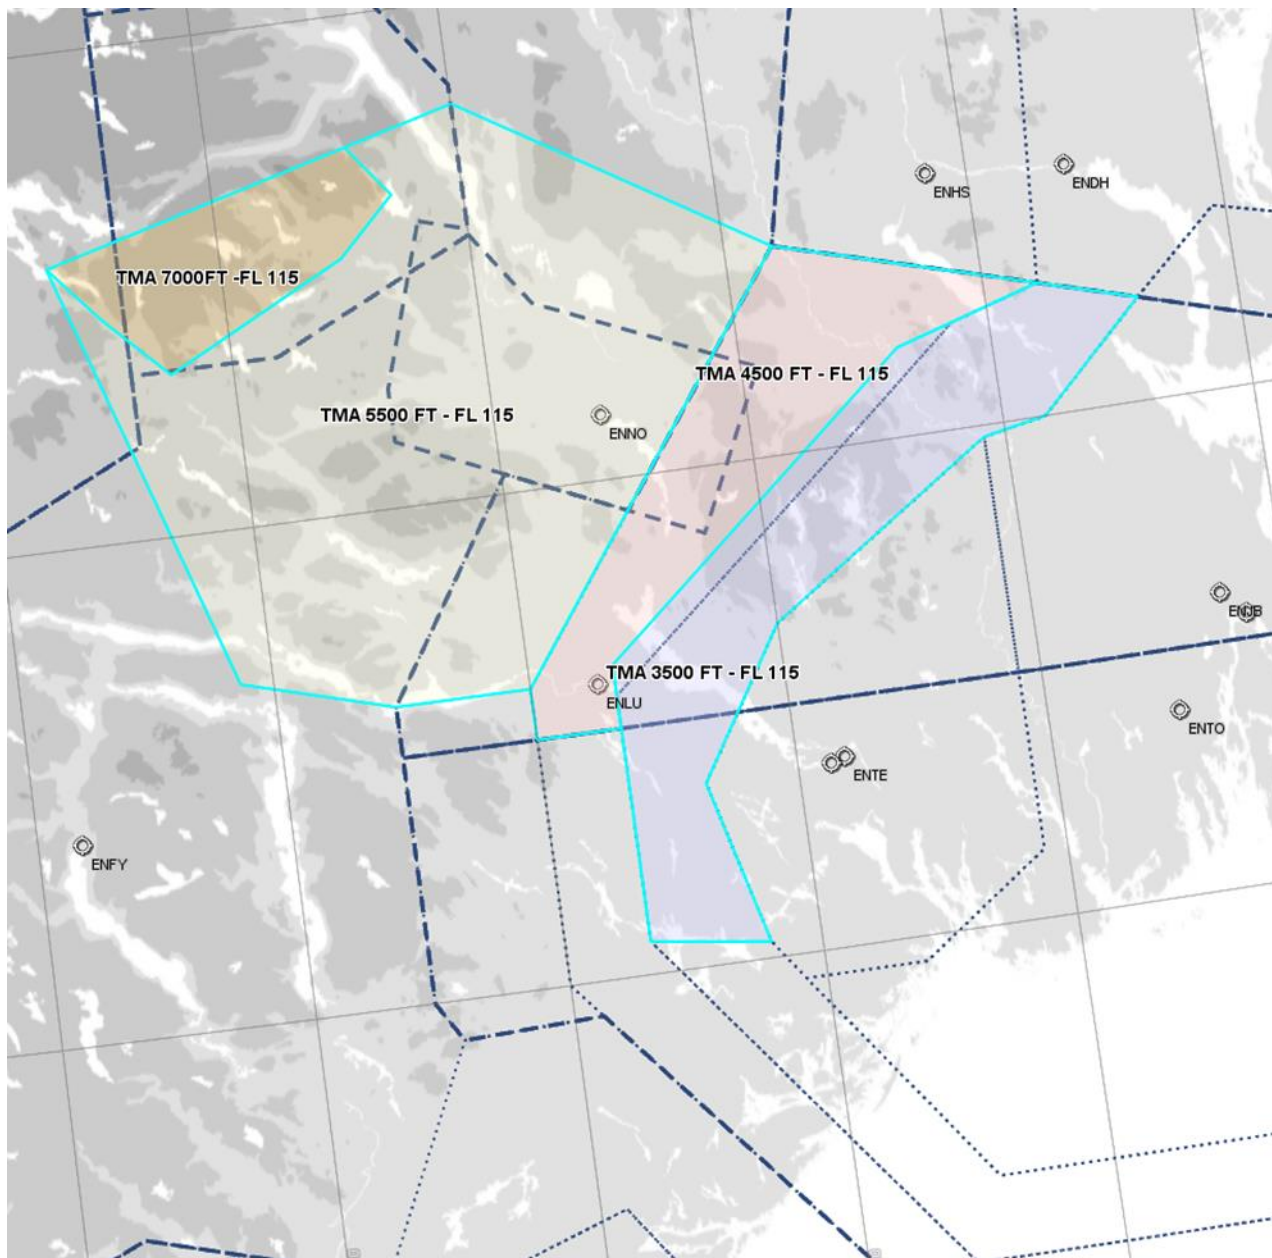 ENHS
ENDH
TMA 7000FT -FL 115
TMA 4500 FT - FL 115
TMA 5500 FT - FL 115
ENNO
ENJB
TMA 3500 FT - FL 115
ENLU
ENTO
ENTE
ENFY